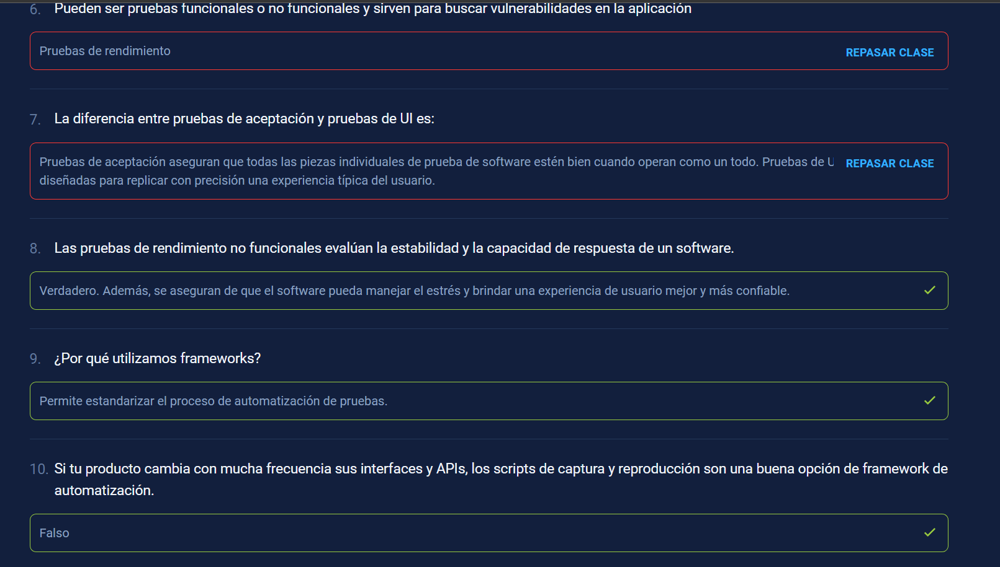 6. Pueden ser pruebas funcionales o no funcionales y sirven para buscar vulnerabilidades en la aplicación
Pruebas de rendimiento
REPASAR CLASE
7. La diferencia entre pruebas de aceptación y pruebas de UI es:
Pruebas de aceptación aseguran que todas las piezas individuales de prueba de software estén bien cuando operan como un todo. Pruebas de U
REPASAR CLASE
diseñadas para replicar con precisión una experiencia típica del usuario.
8. Las pruebas de rendimiento no funcionales evalúan la estabilidad y la capacidad de respuesta de un software.
Verdadero. Además, se aseguran de que el software pueda manejar el estrés y brindar una experiencia de usuario mejor y más confiable.
9. ¿Por qué utilizamos frameworks?
Permite estandarizar el proceso de automatización de pruebas.
10. Si tu producto cambia con mucha frecuencia sus interfaces y APIs, los scripts de captura y reproducción son una buena opción de framework de
automatización.
Falso